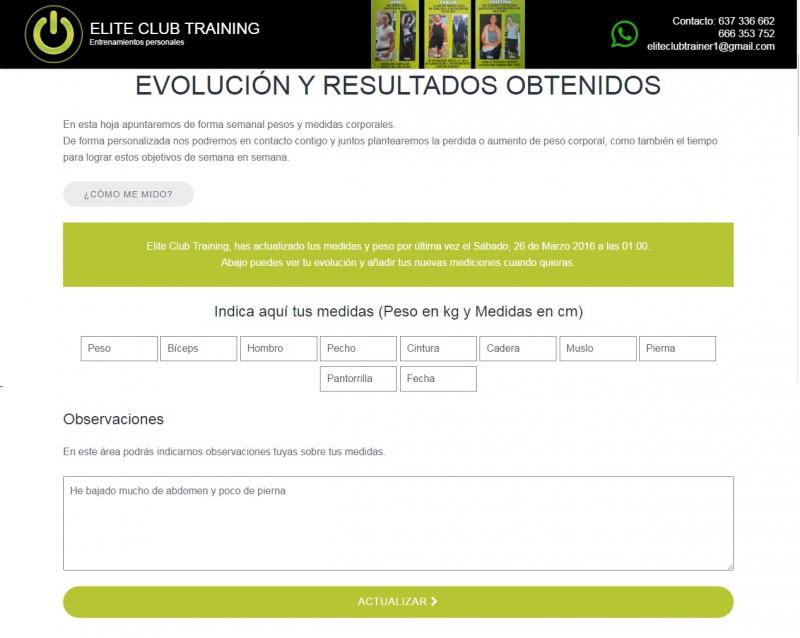 ELITE CLUB TRAINING
Entrenamientos personales
CARLOS
Contacto: 637 336 662
666 353 752
eliteclubtrainer1@gmail.com
EVOLUCIÓN Y RESULTADOS OBTENIDOS
En esta hoja apuntaremos de forma semanal pesos y medidas corporales.
De forma personalizada nos podremos en contacto contigo y juntos plantearemos la perdida o aumento de peso corporal, como también el tiempo
para lograr estos objetivos de semana en semana.
¿CÓMO ME MIDO?
Elite Club Training, has actualizado tus medidas y peso por última vez el Sábado, 26 de Marzo 2016 a las 01:00.
Abajo puedes ver tu evolución y añadir tus nuevas mediciones cuando quieras.
Indica aquí tus medidas (Peso en kg y Medidas en cm)
Peso Bíceps Hombro Pecho Cintura Cadera Muslo Pierna
Pantorrilla Fecha
Observaciones
En este área podrás indicarnos observaciones tuyas sobre tus medidas.
He bajado mucho de abdomen y poco de pierna
ACTUALIZAR